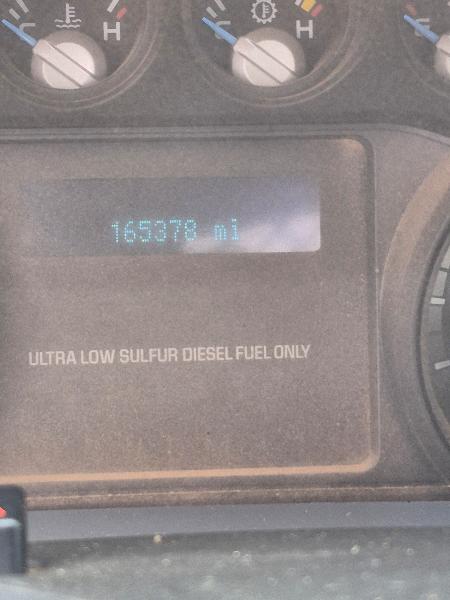 H H
165378 mi
ULTRA LOW SULFUR DIESEL FUEL ONLY